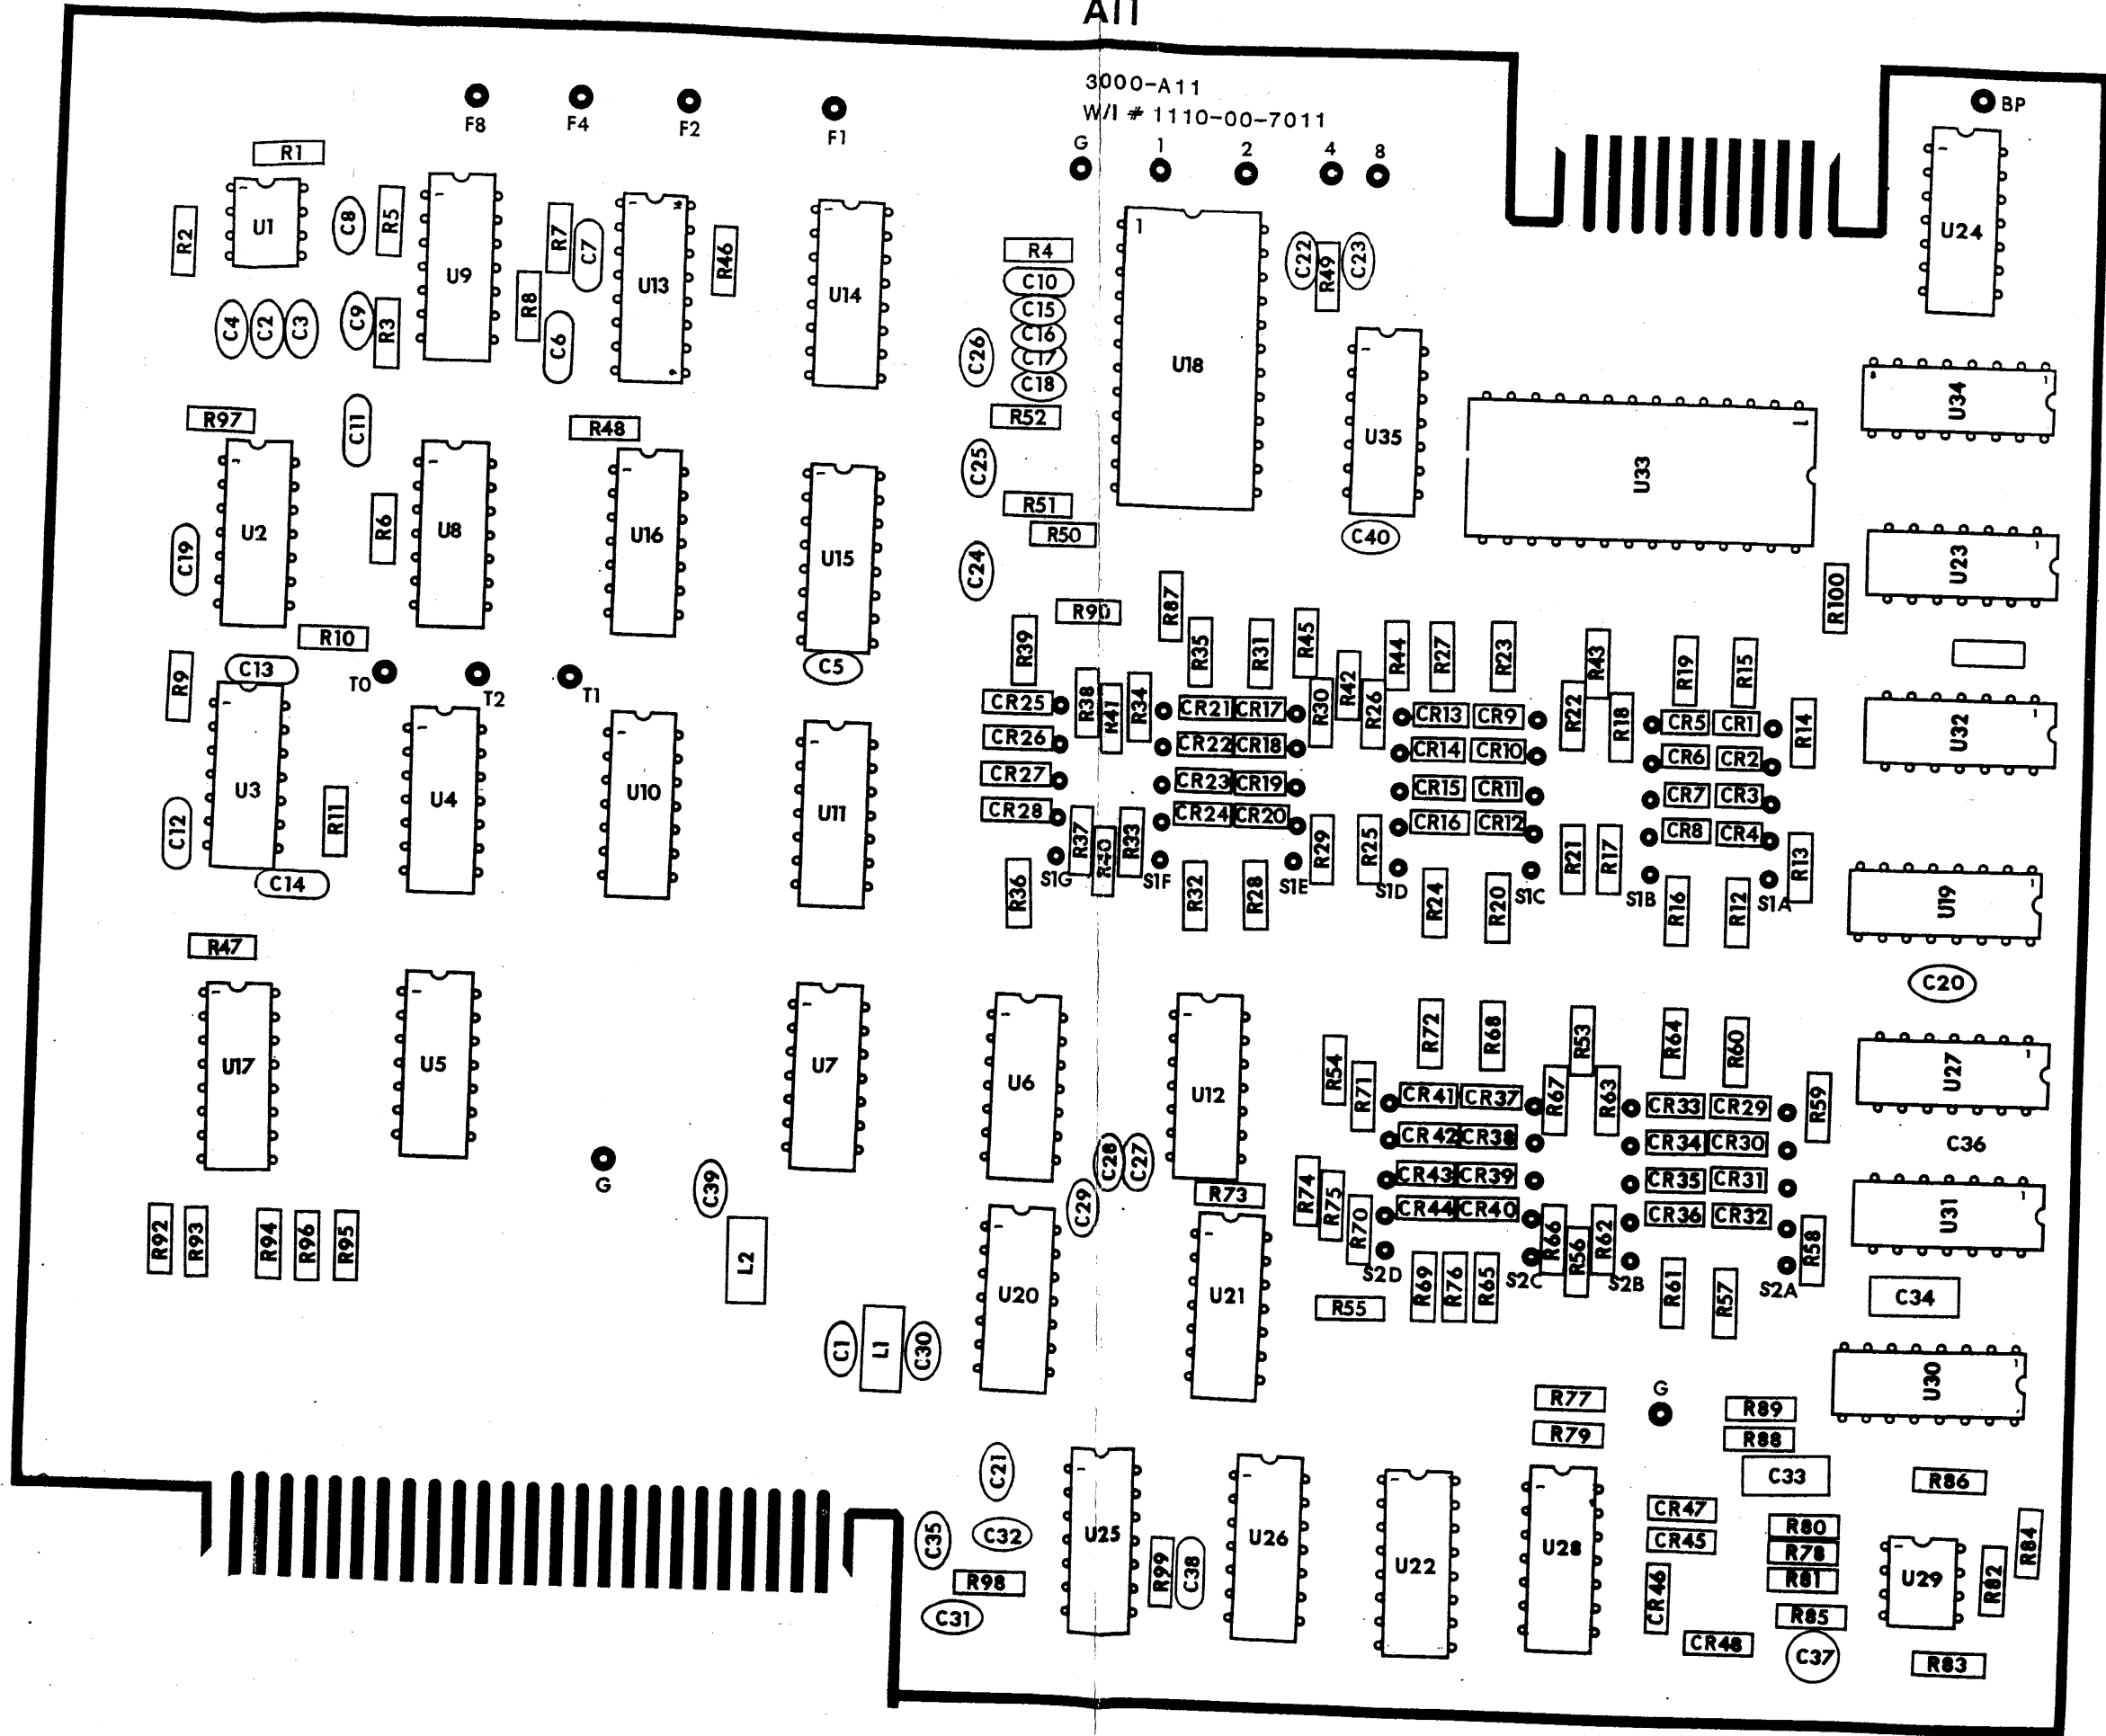 A11
3000-A11
W/I # 1110-00-7011
F8 F4 F2 F1
G 1 2 4 8
BP
R1
R2 U1 C8 R5 U9 R7 C7 U13 R46 U14
C4 C2 C3 C9 R3 R8 C6
R4
C10
C15
C16
C17
C18
C26
R52
C25
R51
R50
C24
1
U18
C22 R49 C23
U35
C40
U33
1
U24
8 U34 1
U23 1
R100
U32 1
R97 C11 R48
U2 U8 U16 U15
C19 R6
R10
R9 C13 T0 T2 T1 C5
U3 U4 U10 U11
C12 R11
C14
R39 R90 R87 R35 R31 R45 R42 R44 R27 R23 R43 R19 R15
CR25 R38 R41 R34 CR21 CR17 R30 R26 CR13 CR9 R22 R18 CR5 CR1 R14
CR26 CR22 CR18 CR14 CR10 CR6 CR2
CR27 CR23 CR19 CR15 CR11 CR7 CR3
CR28 CR24 CR20 CR16 CR12 CR8 CR4
R37 R40 R33 R29 R25 R21 R17 R13
R36 S1G S1F R32 R28 S1E S1D R24 R20 S1C S1B R16 R12 S1A
U19 1
C20
R47
U17 U5 U7 U6 U12
R54 R71 R72 R68 R53 R64 R60
U27 1
CR41 CR37 R67 R63 CR33 CR29 R59
CR42 CR38 CR34 CR30 C36
CR43 CR39 CR35 CR31
CR44 CR40 CR36 CR32
U31 1
G
C39 C28 C27 C29 R73
R74 R75 R70 R66 R56 R62 R58
R92 R93 R94 R96 R95
L2
U20 U21
S2D R69 R76 R65 S2C S2B R61 R57 S2A
R55
C34
C1 L1 C30
U30 1
R77
R79
G
R89
R88
C33
R86
C21
C35 C32
R98
C31
U25 R99 C38 U26 U22 U28
CR47
CR45
CR46
CR48
R80
R78
R81
R85
C37
U29 R82 R84
R83